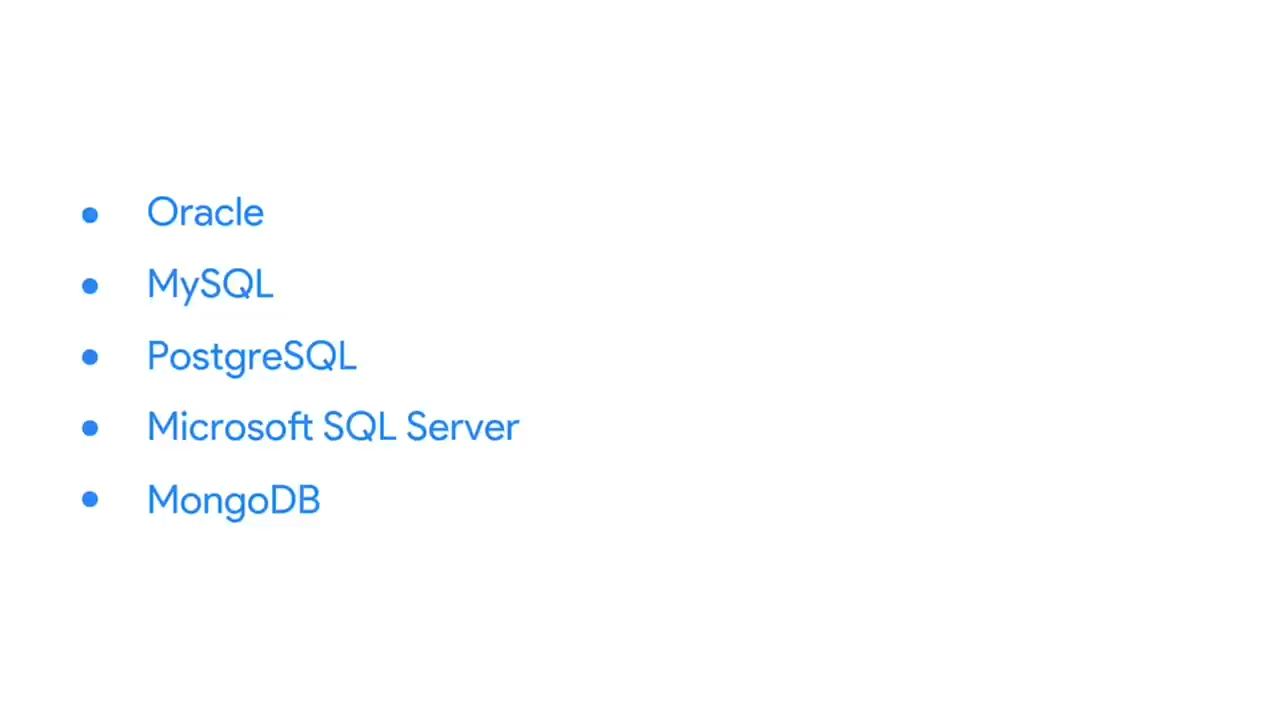 • Oracle
• MySQL
• PostgreSQL
• Microsoft SQL Server
• MongoDB